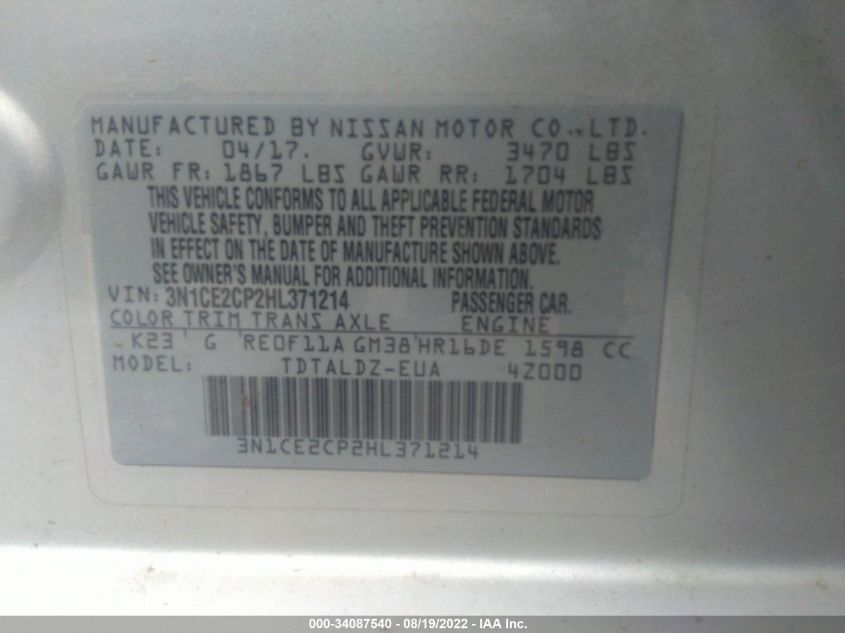 MANUFACTURED BY NISSAN MOTOR CO., LTD.
DATE: 04/17. GVWR: 3470 LBS
GAWR FR: 1867 LBS GAWR RR: 1704 LBS
THIS VEHICLE CONFORMS TO ALL APPLICABLE FEDERAL MOTOR
VEHICLE SAFETY, BUMPER AND THEFT PREVENTION STANDARDS
IN EFFECT ON THE DATE OF MANUFACTURE SHOWN ABOVE.
SEE OWNER'S MANUAL FOR ADDITIONAL INFORMATION.
VIN: 3N1CE2CP2HL371214 PASSENGER CAR.
COLOR TRIM TRANS AXLE ENGINE
K23 G RE0F11A GM38 HR16DE 1598 CC
MODEL: TDTALDZ-EUA 4Z000
3N1CE2CP2HL371214
000-34087540 - 08/19/2022 - IAA Inc.